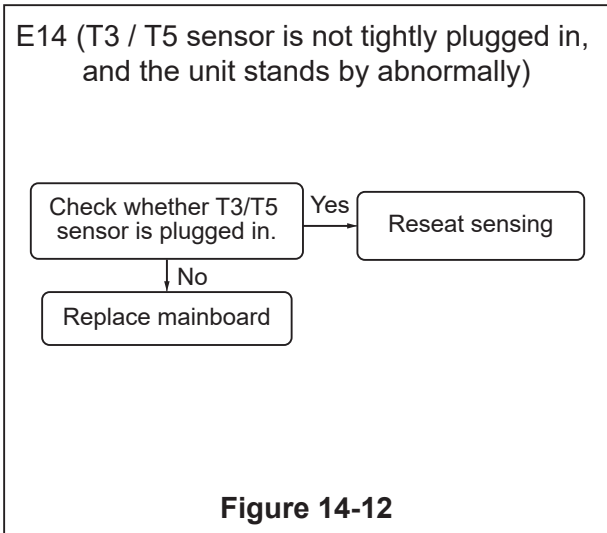 E14 (T3 / T5 sensor is not tightly plugged in,
and the unit stands by abnormally)
Check whether T3/T5
sensor is plugged in.
Yes
Reseat sensing
No
Replace mainboard
Figure 14-12